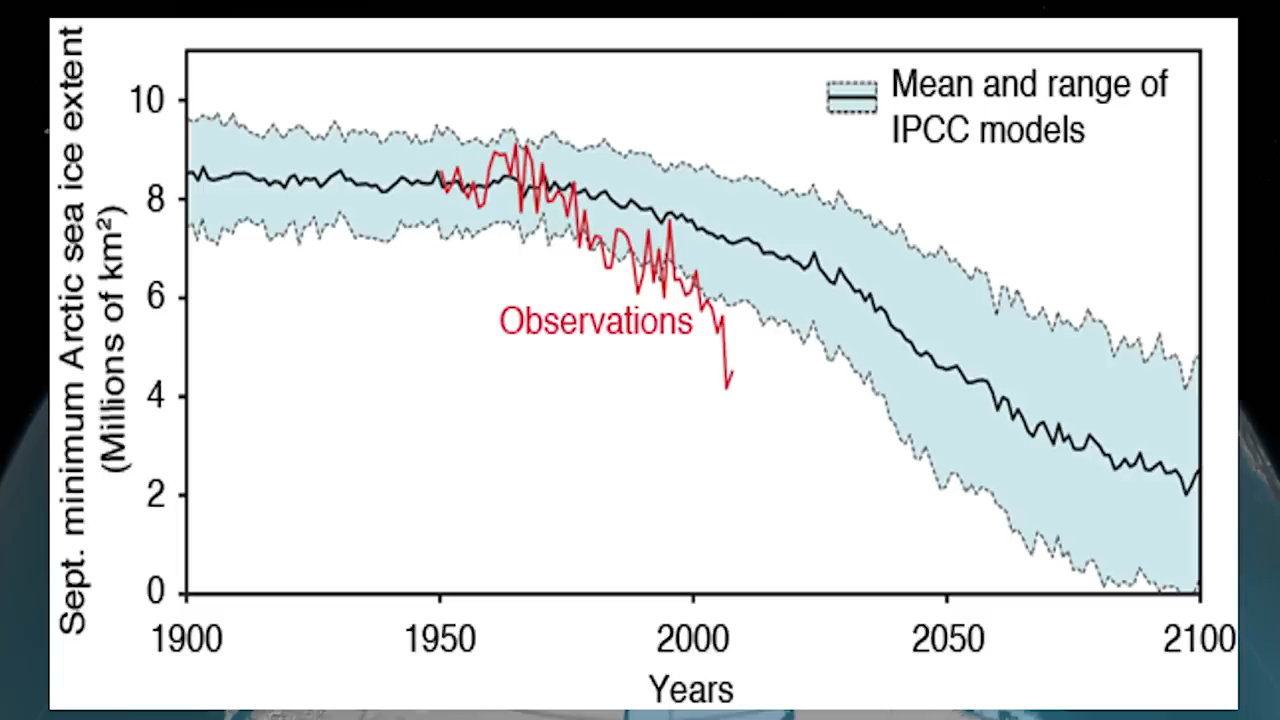 Sept. minimum Arctic sea ice extent
(Millions of km²)
10
8
6
4
2
0
Mean and range of
IPCC models
Observations
1900 1950 2000 2050 2100
Years